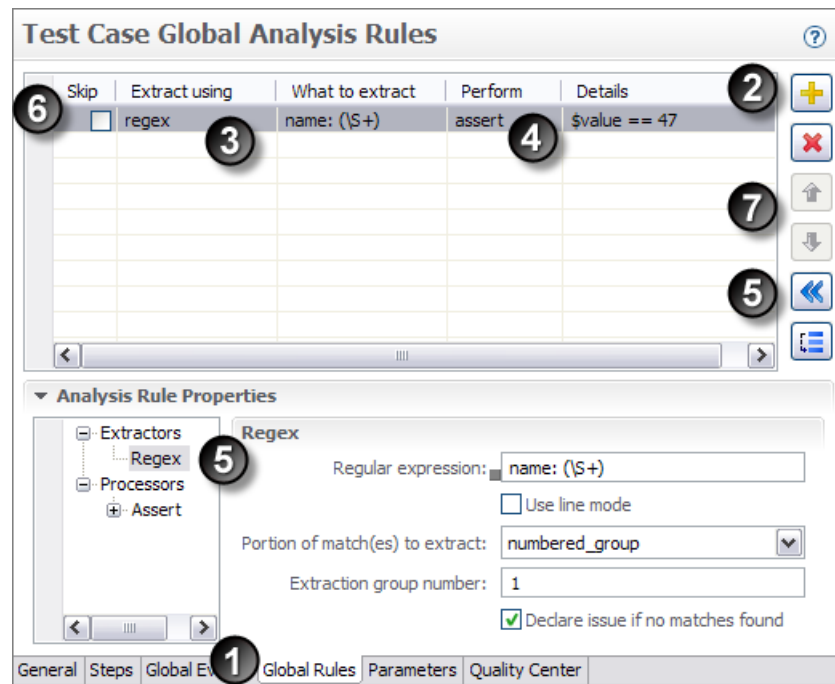 Test Case Global Analysis Rules
?
2
Skip Extract using What to extract Perform Details
6
regex name: (\S+) assert $value == 47
3 4
7
5
Analysis Rule Properties
Extractors
Regex
5
Processors
Assert
Regex
Regular expression: name: (\S+)
Use line mode
Portion of match(es) to extract: numbered_group
Extraction group number: 1
Declare issue if no matches found
1
General Steps Global Global Rules Parameters Quality Center